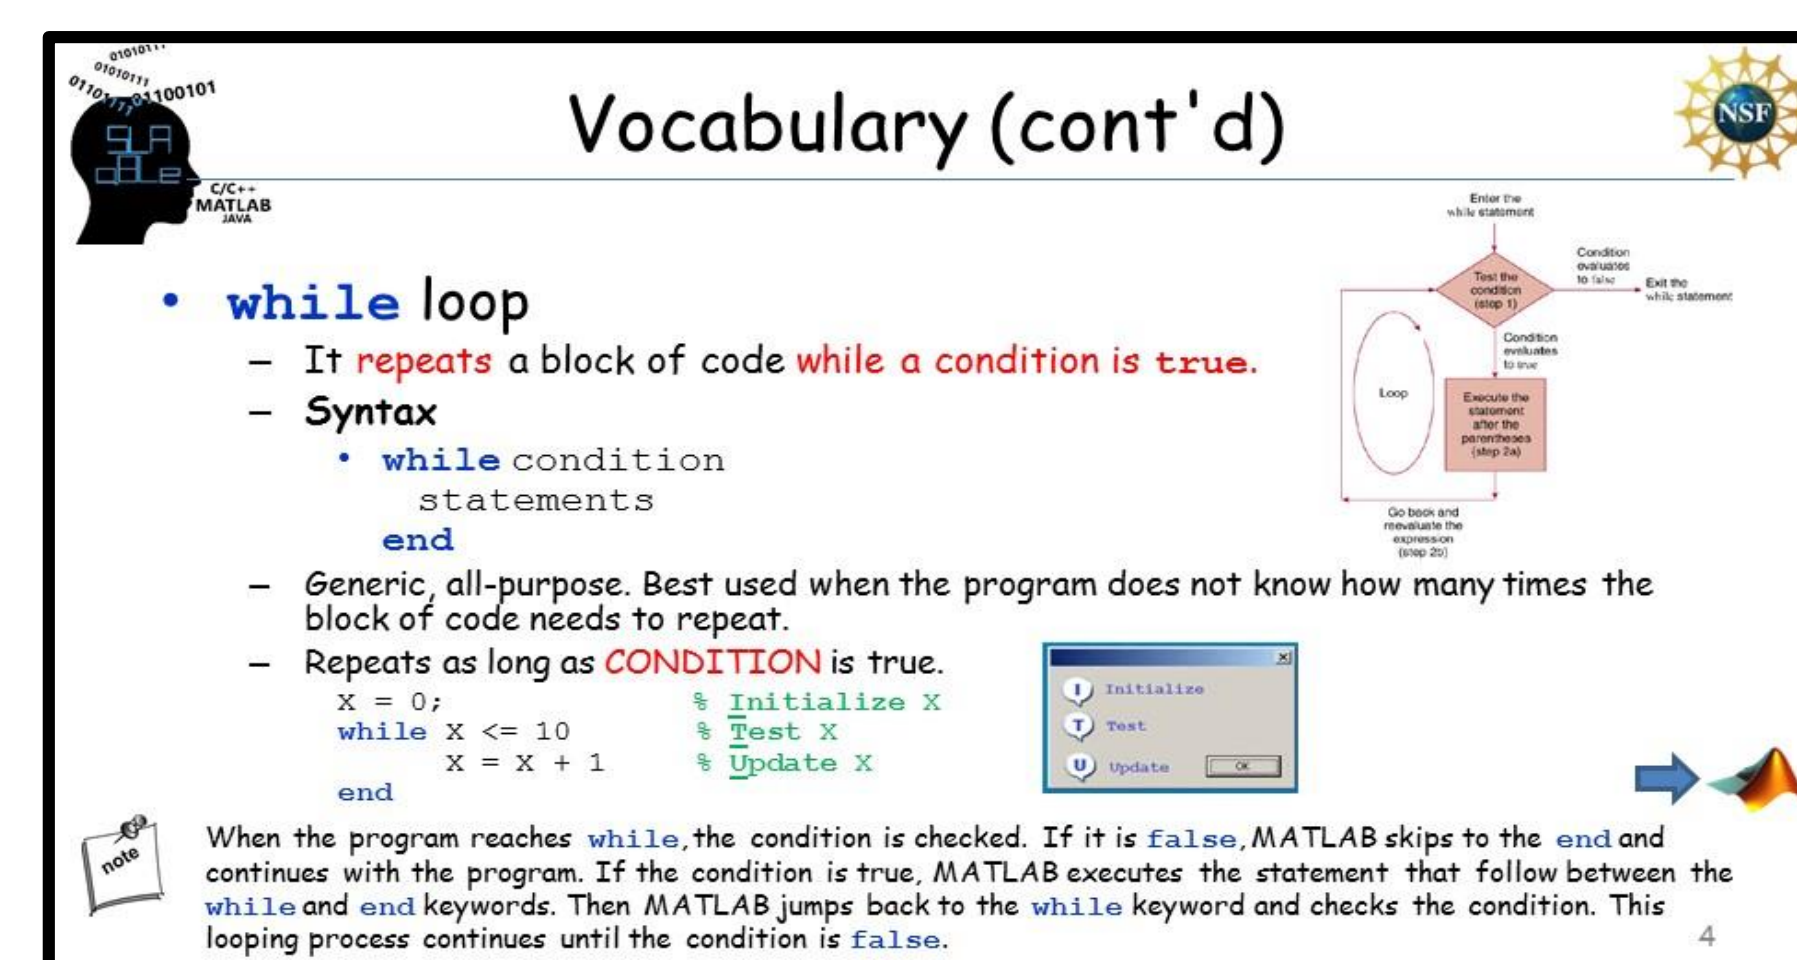 01010111
01010111
01101111 01100101
SLA
able
C/C++
MATLAB
JAVA
Vocabulary (cont'd)
NSF
Enter the
while statement
Test the
condition
(step 1)
Condition
evaluates
to false
Exit the
while statement
Condition
evaluates
to true
Loop
Execute the
statement
after the
parentheses
(step 2a)
Go back and
reevaluate the
expression
(step 2b)
• while loop
– It repeats a block of code while a condition is true.
– Syntax
• while condition
statements
end
– Generic, all-purpose. Best used when the program does not know how many times the
block of code needs to repeat.
– Repeats as long as CONDITION is true.
X = 0; % Initialize X
while X <= 10 % Test X
X = X + 1 % Update X
end
I Initialize
T Test
U Update OK
note
When the program reaches while, the condition is checked. If it is false, MATLAB skips to the end and
continues with the program. If the condition is true, MATLAB executes the statement that follow between the
while and end keywords. Then MATLAB jumps back to the while keyword and checks the condition. This
looping process continues until the condition is false.
4